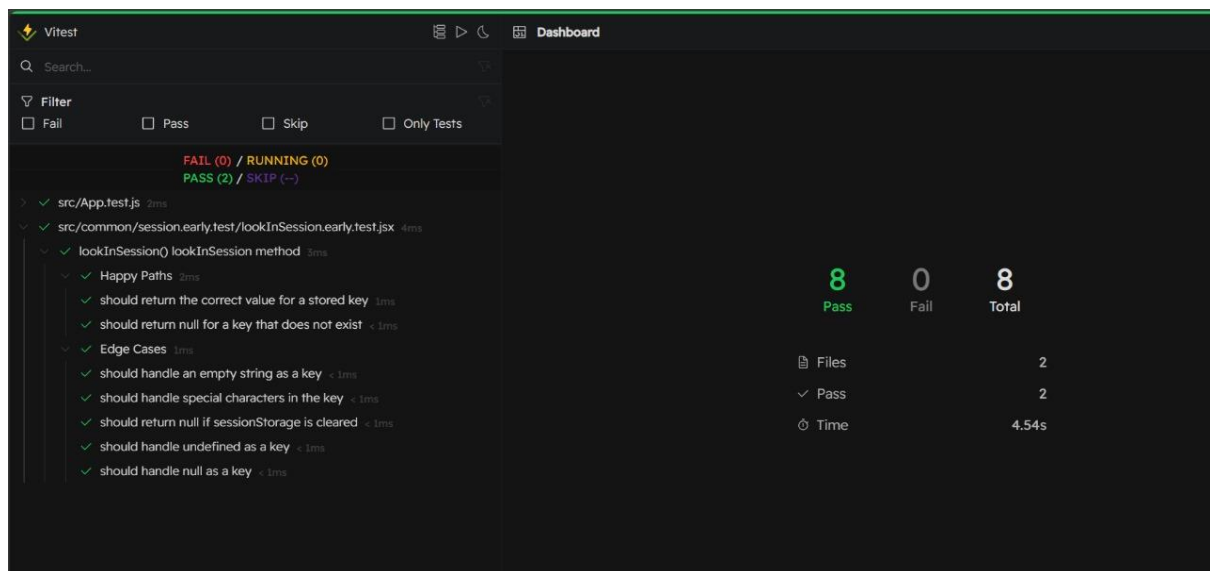 Vitest
Search...
Filter
Fail Pass Skip Only Tests
FAIL (0) / RUNNING (0)
PASS (2) / SKIP (--)
src/App.test.js 2ms
src/common/session.early.test/lookInSession.early.test.jsx 4ms
lookInSession() lookInSession method 3ms
Happy Paths 2ms
should return the correct value for a stored key 1ms
should return null for a key that does not exist < 1ms
Edge Cases 1ms
should handle an empty string as a key < 1ms
should handle special characters in the key < 1ms
should return null if sessionStorage is cleared < 1ms
should handle undefined as a key < 1ms
should handle null as a key < 1ms
Dashboard
8 0 8
Pass Fail Total
Files 2
Pass 2
Time 4.54s